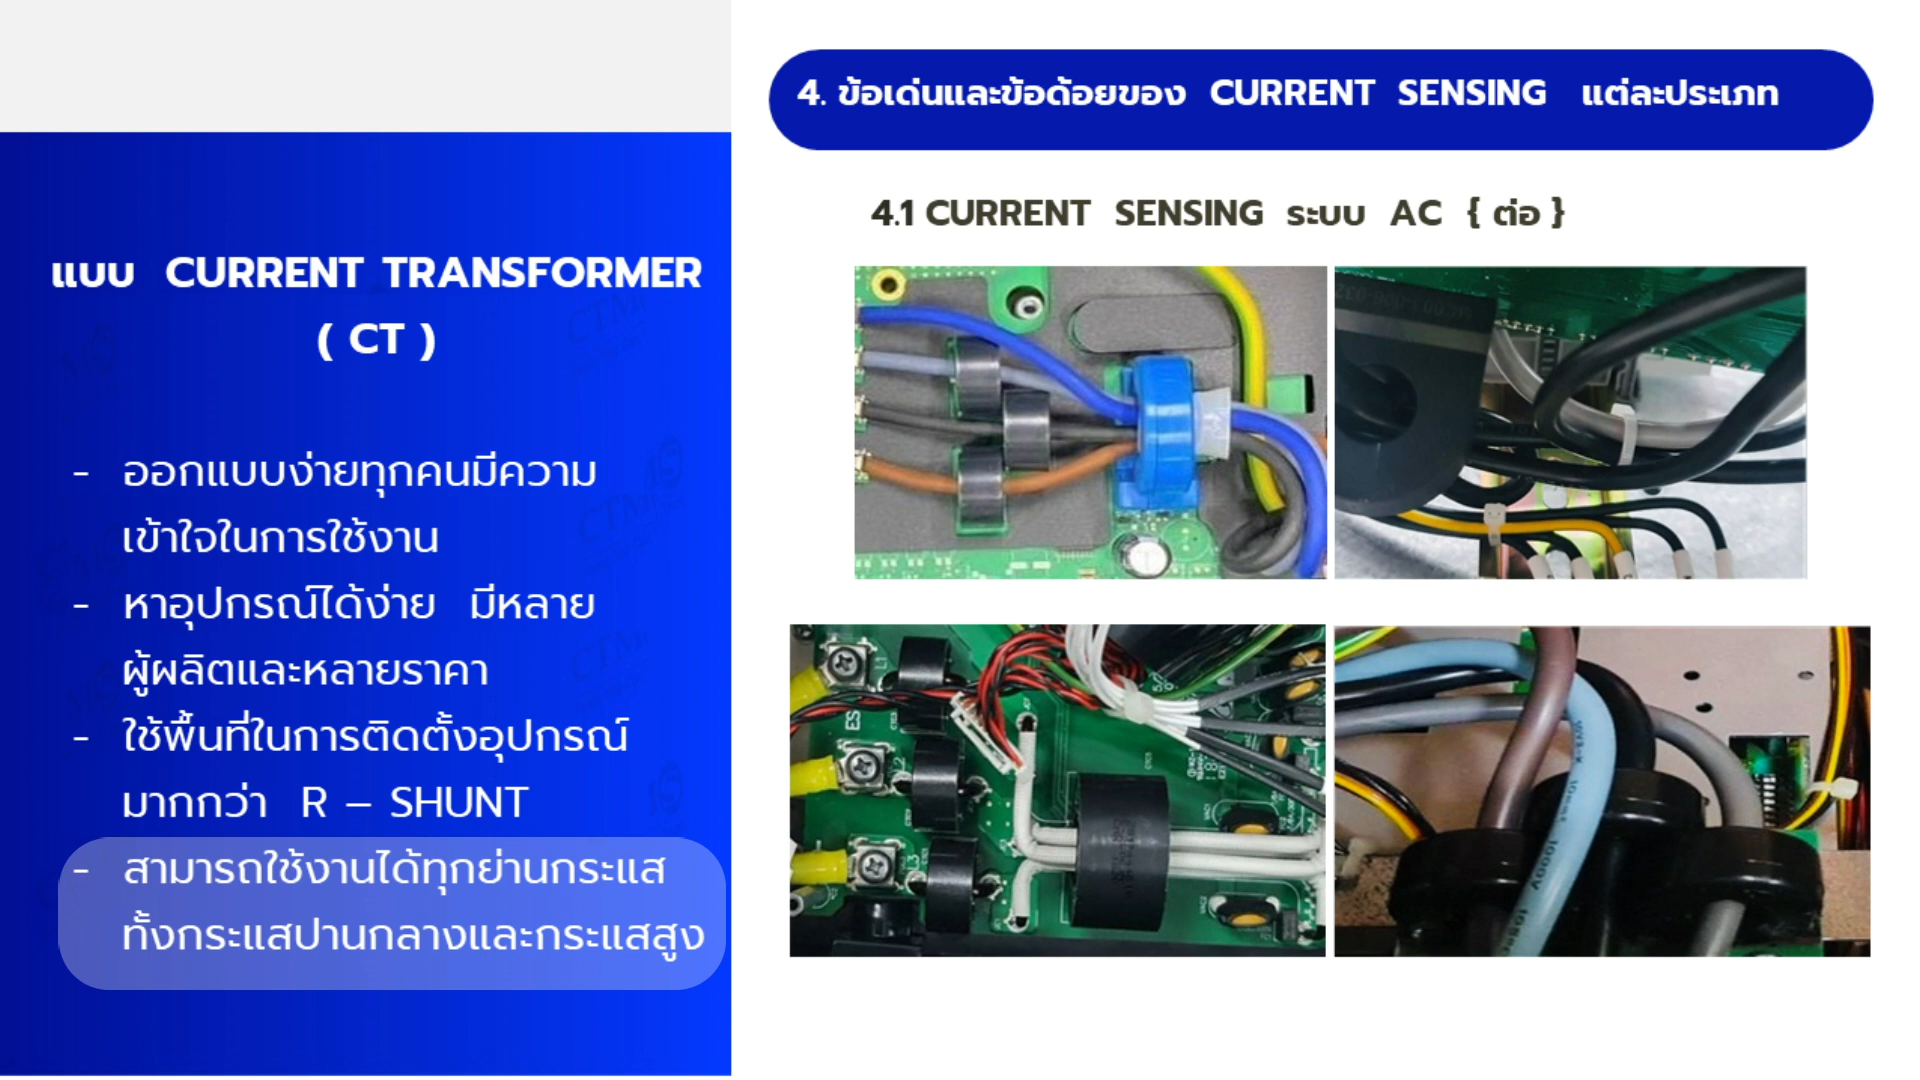 4. ข้อเด่นและข้อด้อยของ CURRENT SENSING แต่ละประเภท
4.1 CURRENT SENSING ระบบ AC { ต่อ }
แบบ CURRENT TRANSFORMER
( CT )
- ออกแบบง่ายทุกคนมีความ
เข้าใจในการใช้งาน
- หาอุปกรณ์ได้ง่าย มีหลาย
ผู้ผลิตและหลายราคา
- ใช้พื้นที่ในการติดตั้งอุปกรณ์
มากกว่า R – SHUNT
- สามารถใช้งานได้ทุกย่านกระแส
ทั้งกระแสปานกลางและกระแสสูง
L1
ES
L2
L3
1000V